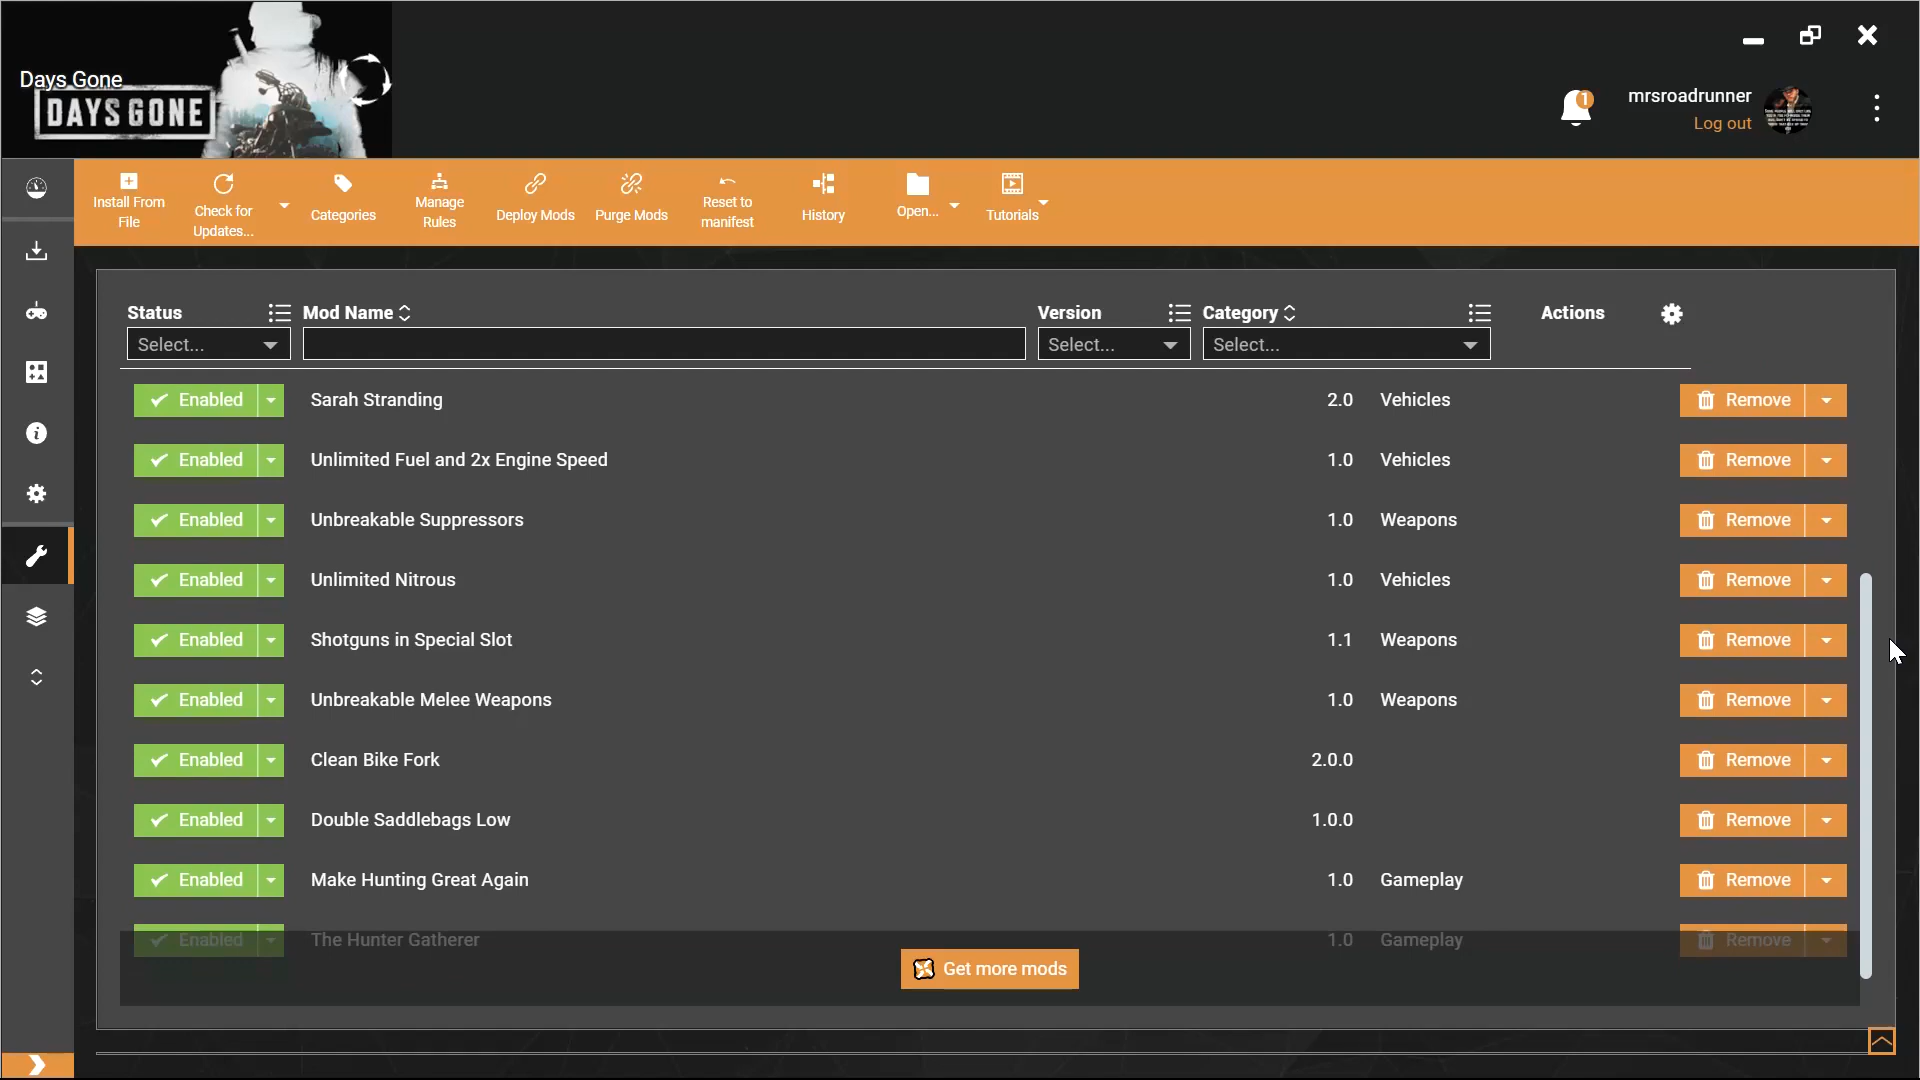 Days Gone
DAYS GONE
1
mrsroadrunner
Log out
Install From File
Check for Updates...
Categories
Manage Rules
Deploy Mods
Purge Mods
Reset to manifest
History
Open...
Tutorials
Status
Mod Name
Version
Category
Actions
Select...
Select...
Select...
Enabled Sarah Stranding 2.0 Vehicles Remove
Enabled Unlimited Fuel and 2x Engine Speed 1.0 Vehicles Remove
Enabled Unbreakable Suppressors 1.0 Weapons Remove
Enabled Unlimited Nitrous 1.0 Vehicles Remove
Enabled Shotguns in Special Slot 1.1 Weapons Remove
Enabled Unbreakable Melee Weapons 1.0 Weapons Remove
Enabled Clean Bike Fork 2.0.0 Remove
Enabled Double Saddlebags Low 1.0.0 Remove
Enabled Make Hunting Great Again 1.0 Gameplay Remove
Enabled The Hunter Gatherer 1.0 Gameplay Remove
Get more mods